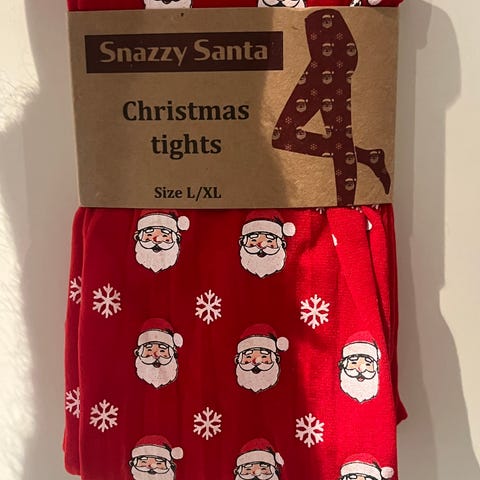 Snazzy Santa
Christmas
tights
Size L/XL